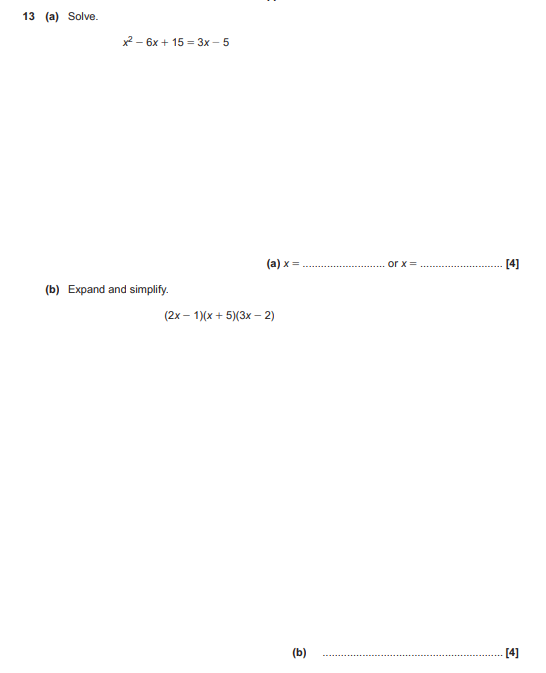 13 (a) Solve.
x² – 6x + 15 = 3x – 5
(a) x = ........................... or x = ........................... [4]
(b) Expand and simplify.
(2x – 1)(x + 5)(3x – 2)
(b) ........................................................... [4]